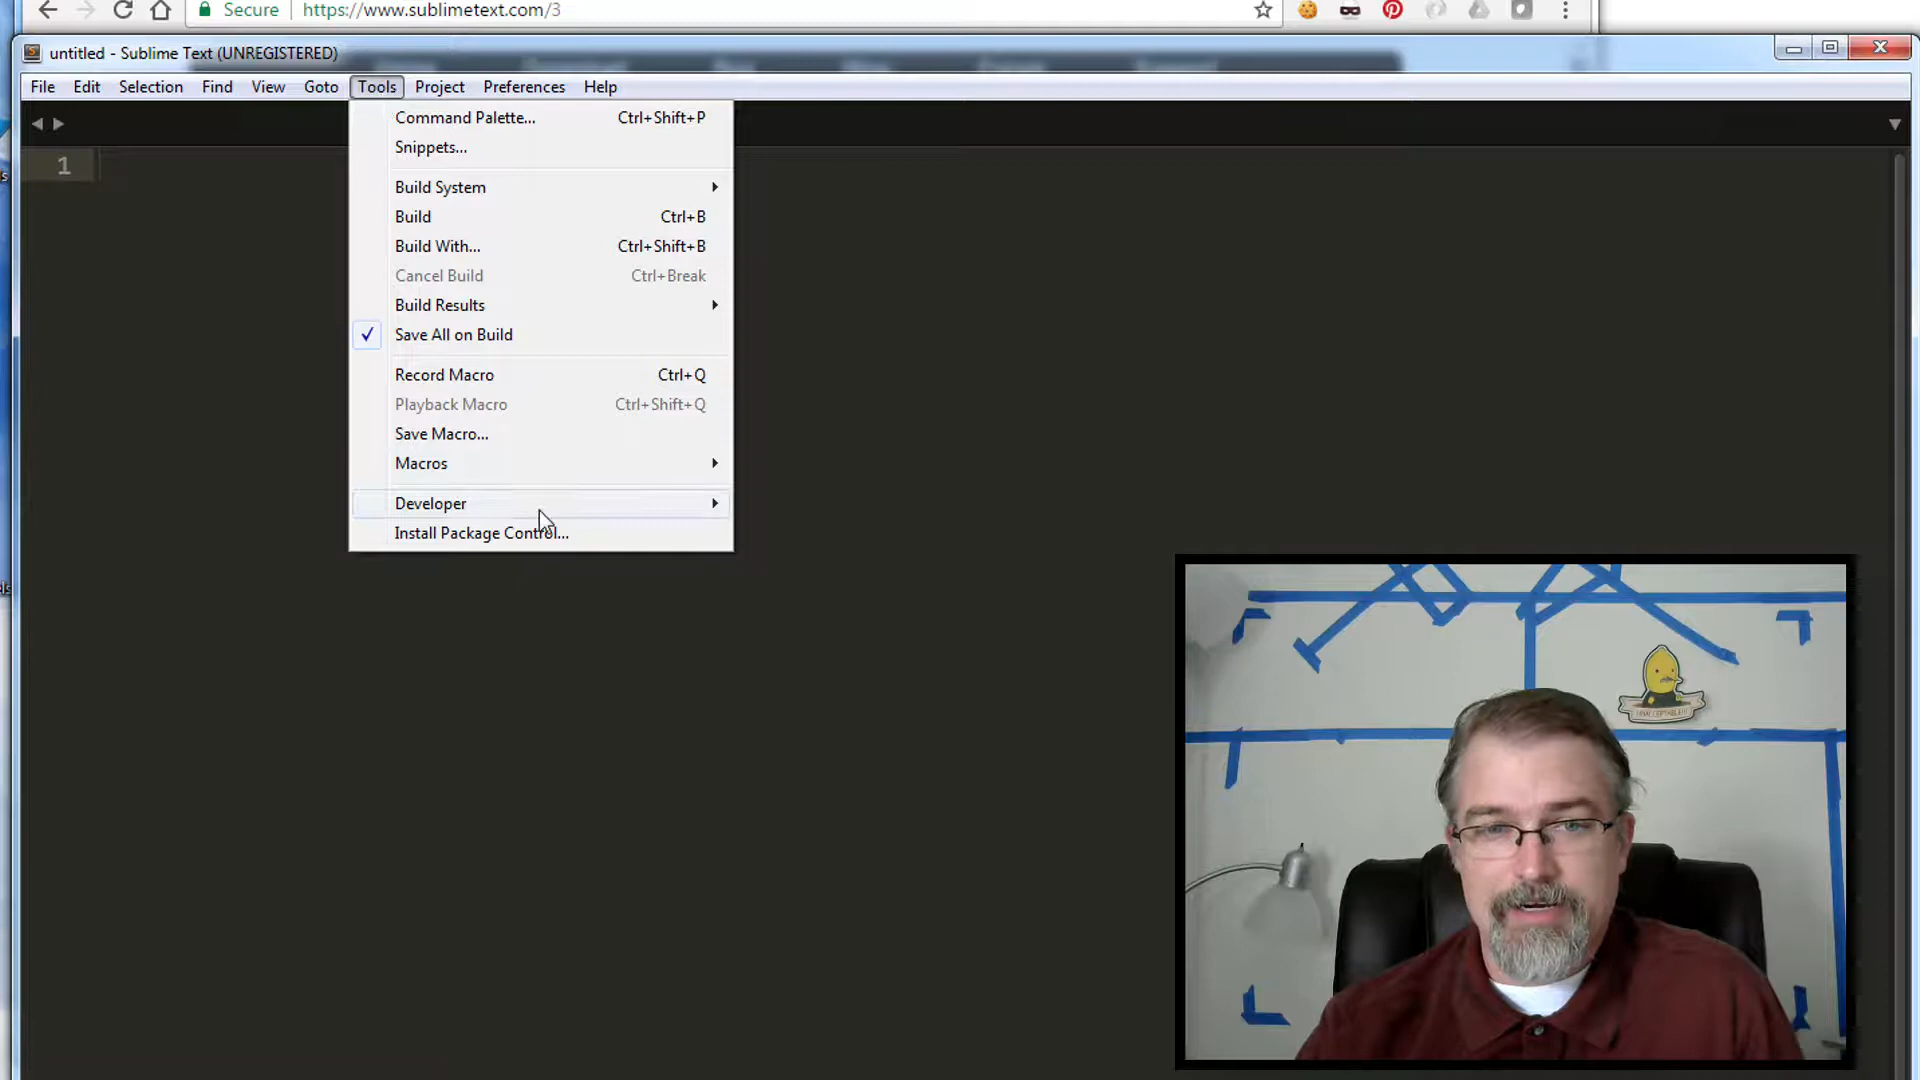 Secure https://www.sublimetext.com/3
untitled - Sublime Text (UNREGISTERED)
File Edit Selection Find View Goto Tools Project Preferences Help
Command Palette... Ctrl+Shift+P
1
Snippets...
Build System
Build Ctrl+B
Build With... Ctrl+Shift+B
Cancel Build Ctrl+Break
Build Results
Save All on Build
Record Macro Ctrl+Q
Playback Macro Ctrl+Shift+Q
Save Macro...
Macros
Developer
Install Package Control...
UNACCEPTABLE!